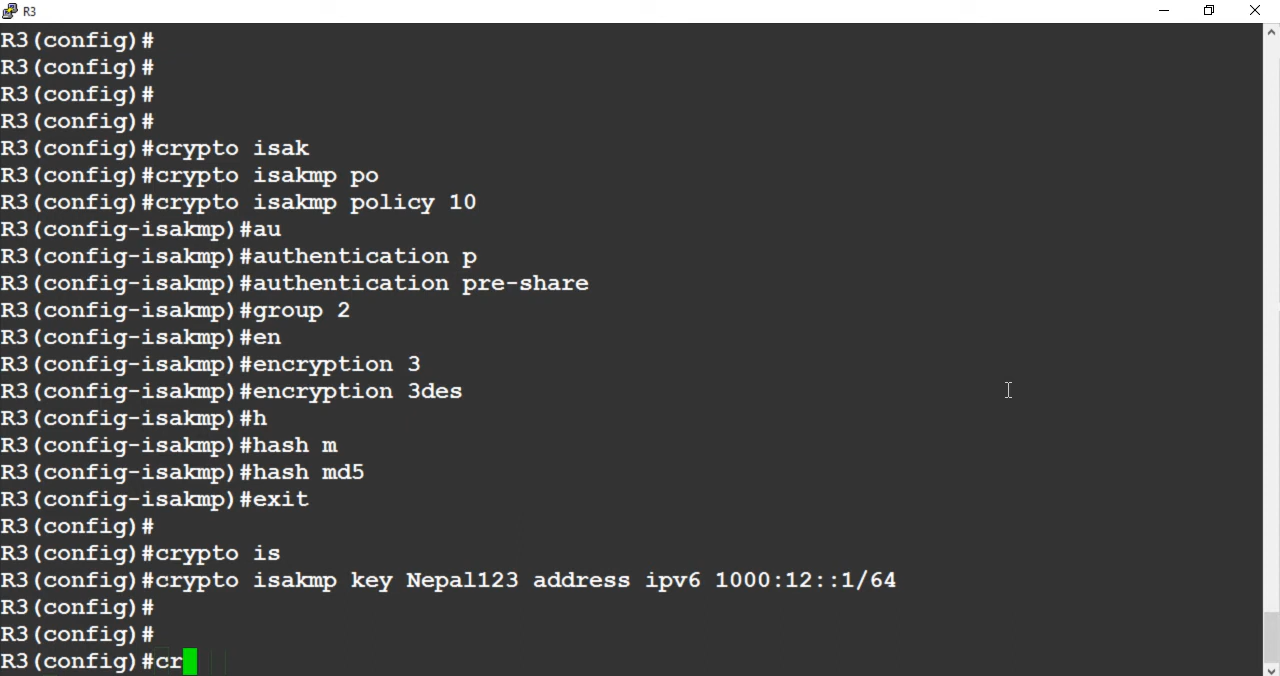 R3
R3(config)#
R3(config)#
R3(config)#
R3(config)#
R3(config)#crypto isak
R3(config)#crypto isakmp po
R3(config)#crypto isakmp policy 10
R3(config-isakmp)#au
R3(config-isakmp)#authentication p
R3(config-isakmp)#authentication pre-share
R3(config-isakmp)#group 2
R3(config-isakmp)#en
R3(config-isakmp)#encryption 3
R3(config-isakmp)#encryption 3des
R3(config-isakmp)#h
R3(config-isakmp)#hash m
R3(config-isakmp)#hash md5
R3(config-isakmp)#exit
R3(config)#
R3(config)#crypto is
R3(config)#crypto isakmp key Nepal123 address ipv6 1000:12::1/64
R3(config)#
R3(config)#
R3(config)#cr